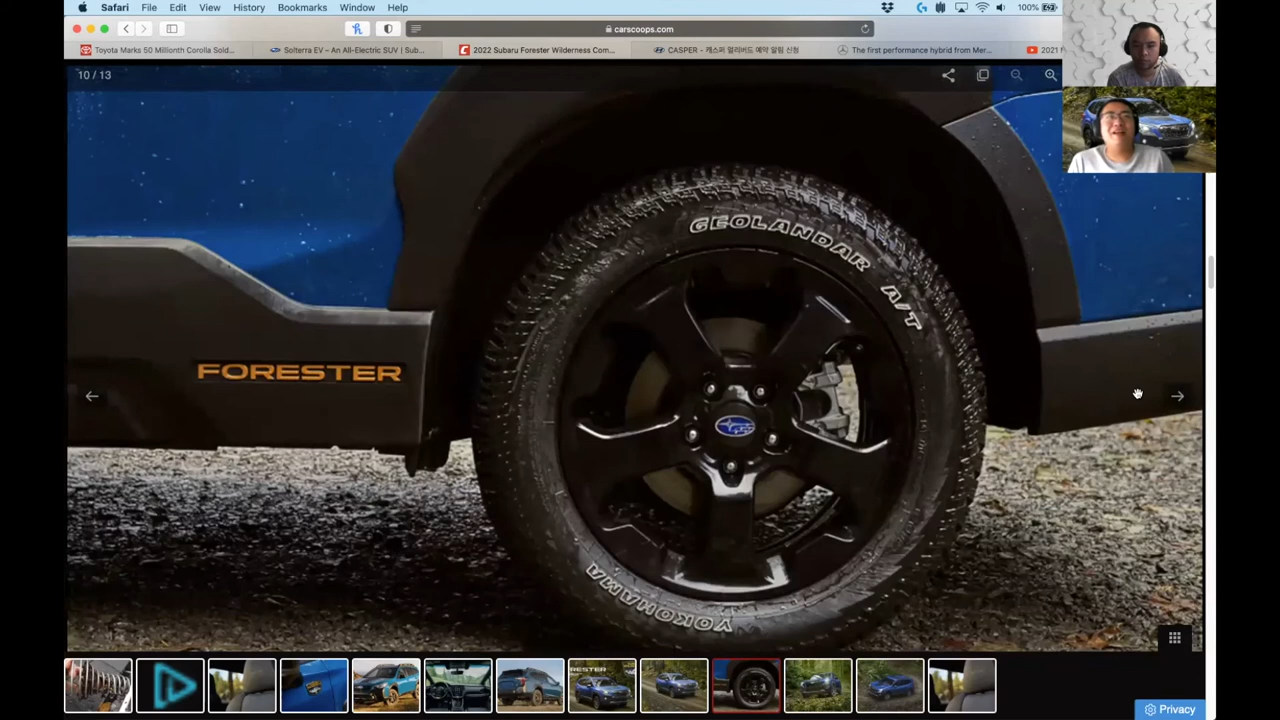 Safari File Edit View History Bookmarks Window Help 100%
carscoops.com
Toyota Marks 50 Millionth Corolla Sold... Solterra EV – An All-Electric SUV | Sub... 2022 Subaru Forester Wilderness Com... CASPER - 캐스퍼 얼리버드 예약 알림 신청 The first performance hybrid from Mer... 2021
10 / 13
GEOLANDAR A/T
FORESTER
YOKOHAMA
Privacy